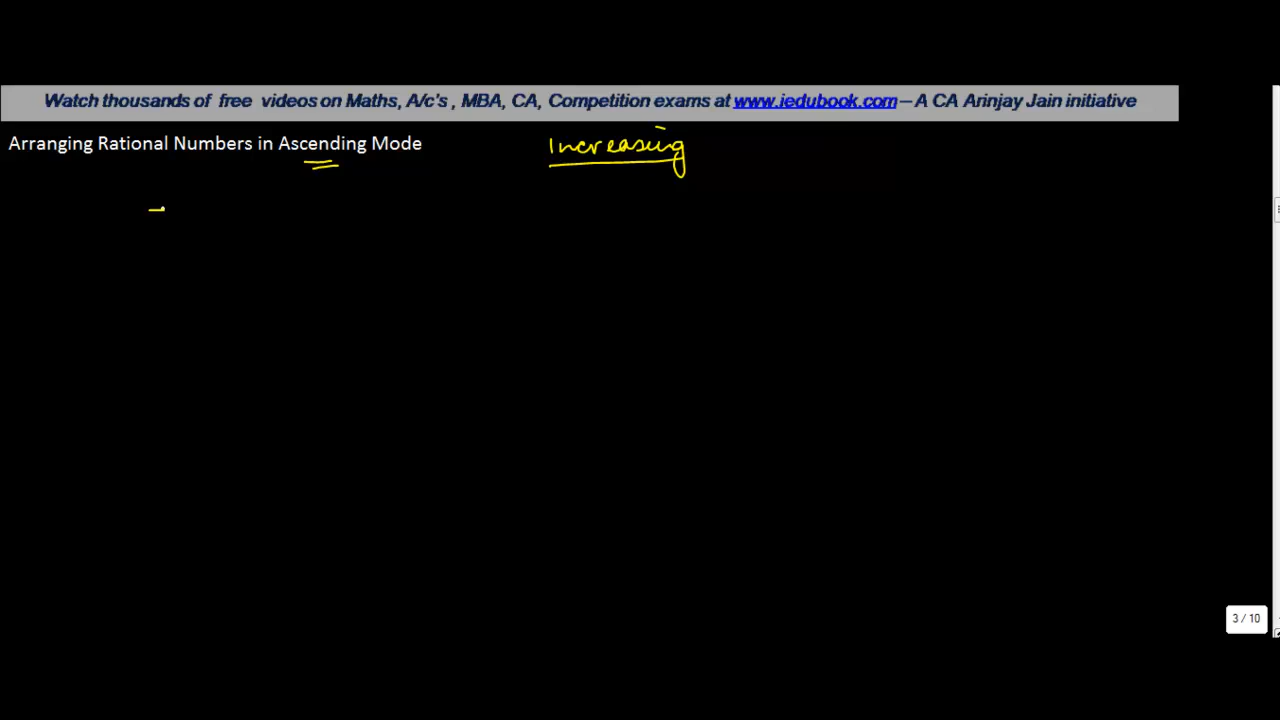 Watch thousands of free videos on Maths, A/c's , MBA, CA, Competition exams at www.iedubook.com – A CA Arinjay Jain initiative
Arranging Rational Numbers in Ascending Mode Increasing
3 / 10